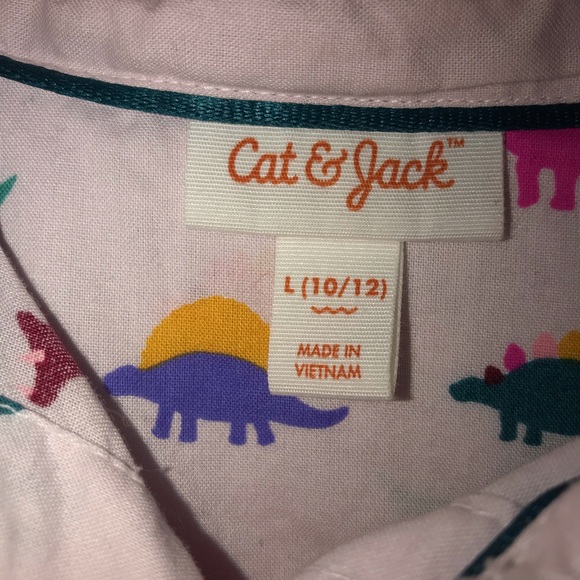 Cat & Jack™
L (10/12)
MADE IN
VIETNAM